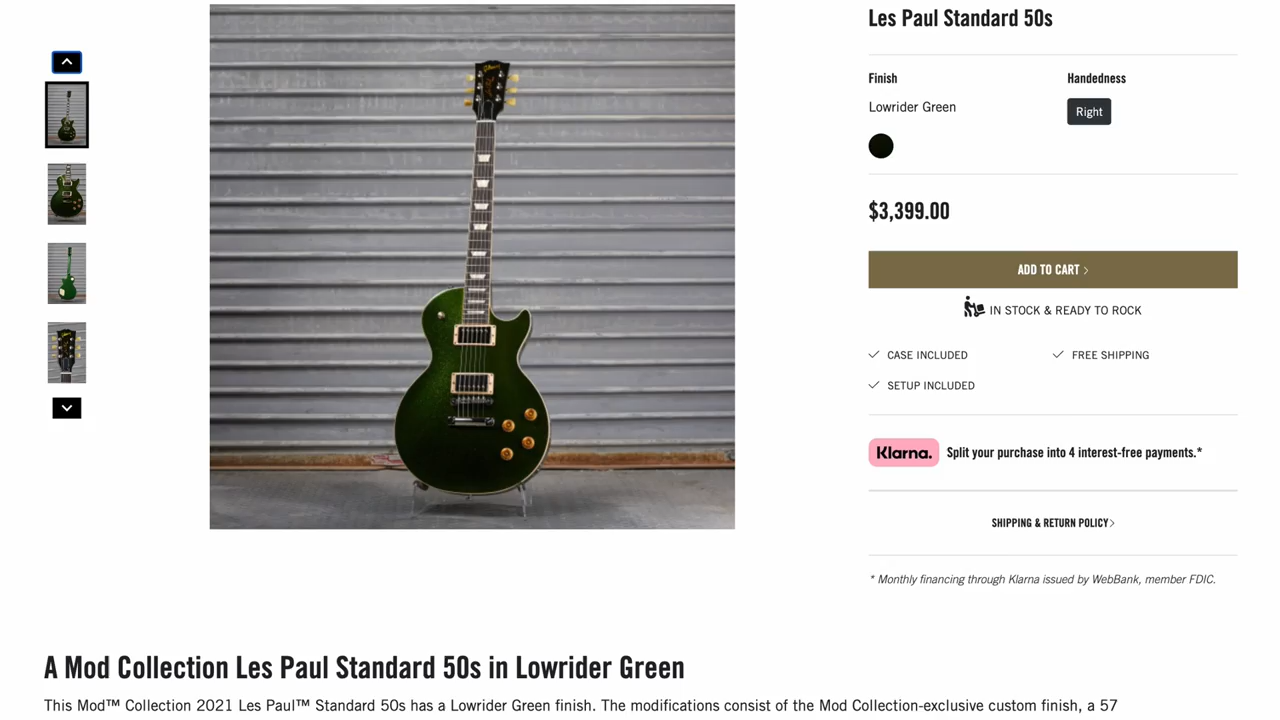 Les Paul Standard 50s
Finish
Handedness
Lowrider Green
Right
$3,399.00
ADD TO CART >
IN STOCK & READY TO ROCK
CASE INCLUDED
FREE SHIPPING
SETUP INCLUDED
Klarna. Split your purchase into 4 interest-free payments.*
SHIPPING & RETURN POLICY >
* Monthly financing through Klarna issued by WebBank, member FDIC.
A Mod Collection Les Paul Standard 50s in Lowrider Green
This Mod™ Collection 2021 Les Paul™ Standard 50s has a Lowrider Green finish. The modifications consist of the Mod Collection-exclusive custom finish, a 57